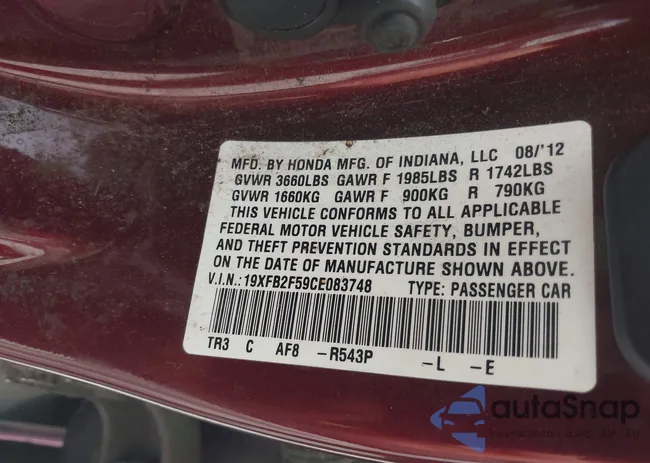 MFD. BY HONDA MFG. OF INDIANA, LLC 08/'12
GVWR 3660LBS GAWR F 1985LBS R 1742LBS
GVWR 1660KG GAWR F 900KG R 790KG
THIS VEHICLE CONFORMS TO ALL APPLICABLE
FEDERAL MOTOR VEHICLE SAFETY, BUMPER,
AND THEFT PREVENTION STANDARDS IN EFFECT
ON THE DATE OF MANUFACTURE SHOWN ABOVE.
V.I.N.:19XFB2F59CE083748 TYPE: PASSENGER CAR
TR3 C AF8 -R543P -L -E
autoSnap